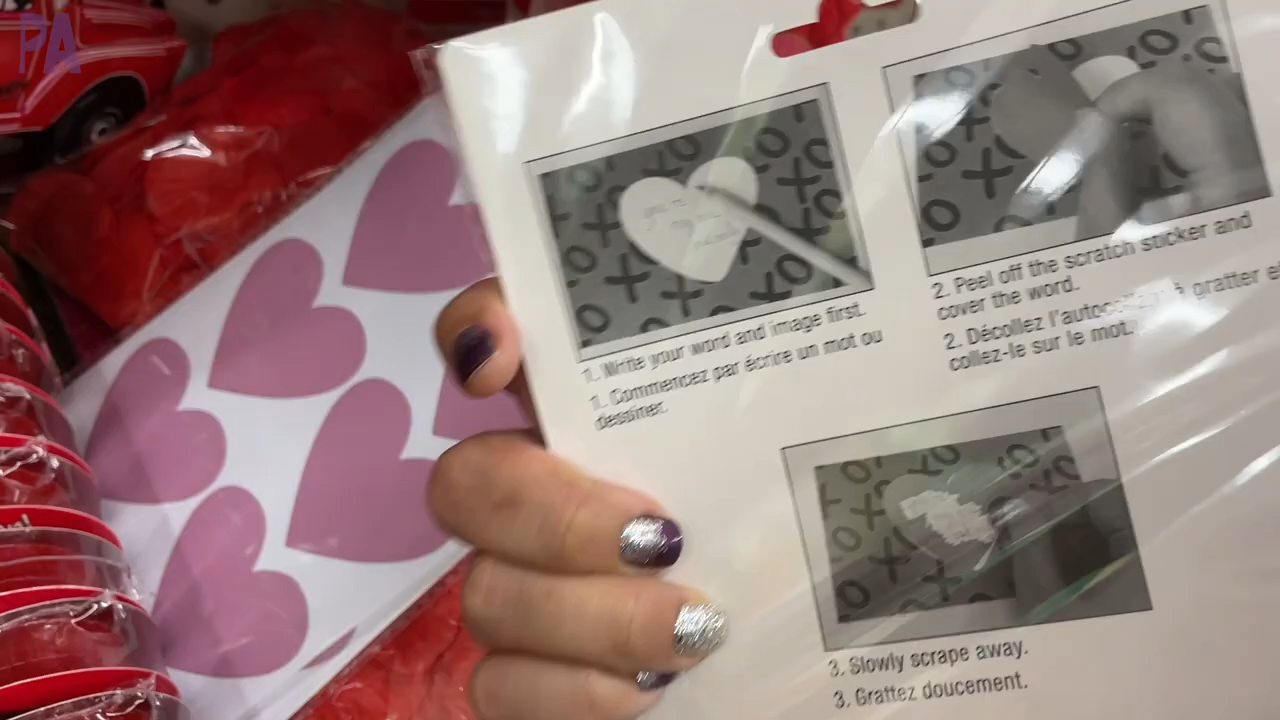 PA
1. Write your word and image first.
1. Commencez par écrire un mot ou
dessiner.
2. Peel off the scratch sticker and
cover the word.
2. Décollez l'autocollant à gratter et
collez-le sur le mot.
3. Slowly scrape away.
3. Grattez doucement.